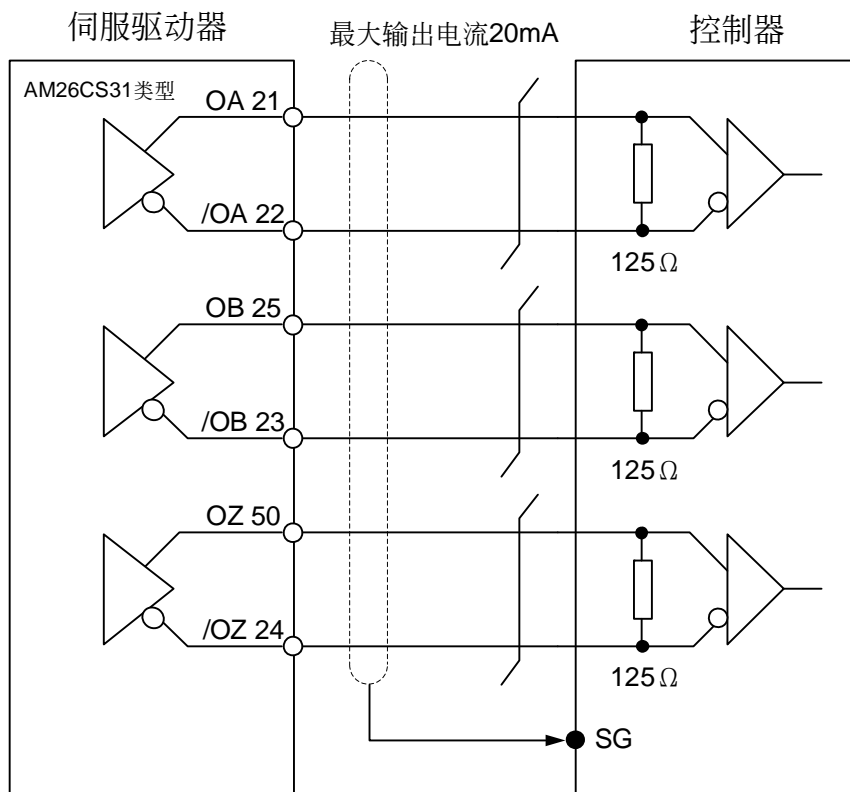 伺服驱动器
最大输出电流20mA
控制器
AM26CS31类型
OA 21
/OA 22
125Ω
OB 25
/OB 23
125Ω
OZ 50
/OZ 24
125Ω
SG